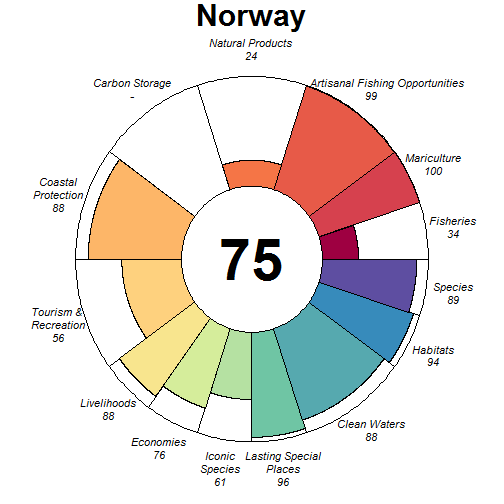 Norway
Natural Products
24
Carbon Storage
-
Artisanal Fishing Opportunities
99
Mariculture
100
Coastal
Protection
88
Fisheries
34
75
Species
89
Tourism &
Recreation
56
Habitats
94
Livelihoods
88
Clean Waters
88
Economies
76
Iconic
Species
61
Lasting Special
Places
96